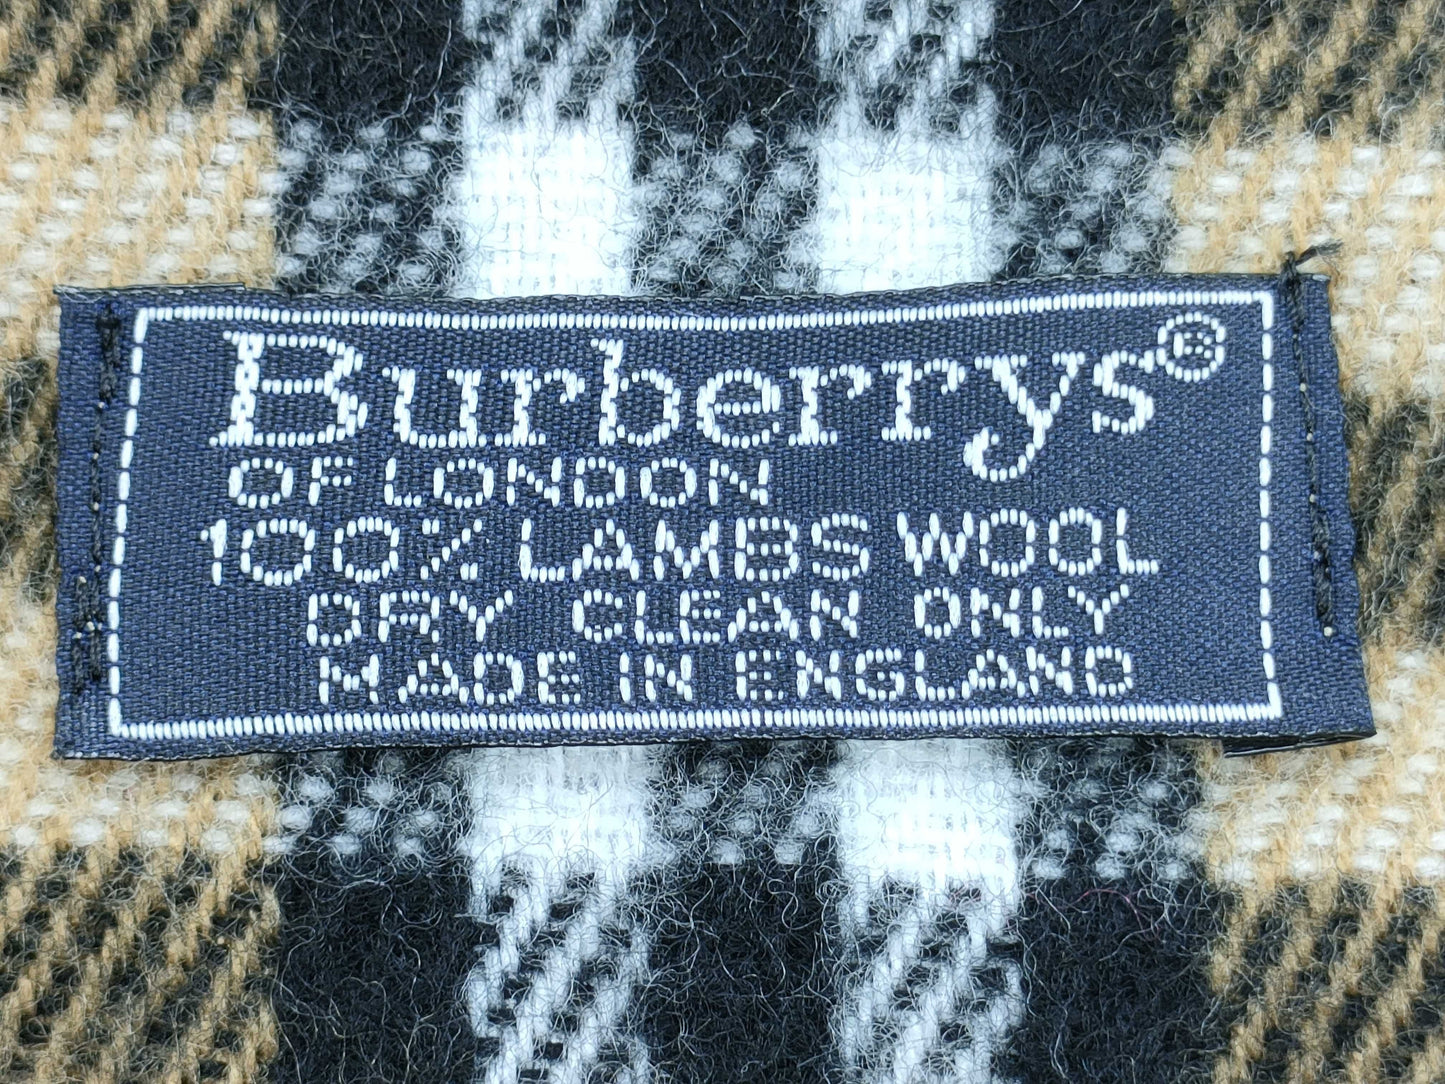 Burberrys®
OF LONDON
100% LAMBS WOOL
DRY CLEAN ONLY
MADE IN ENGLAND